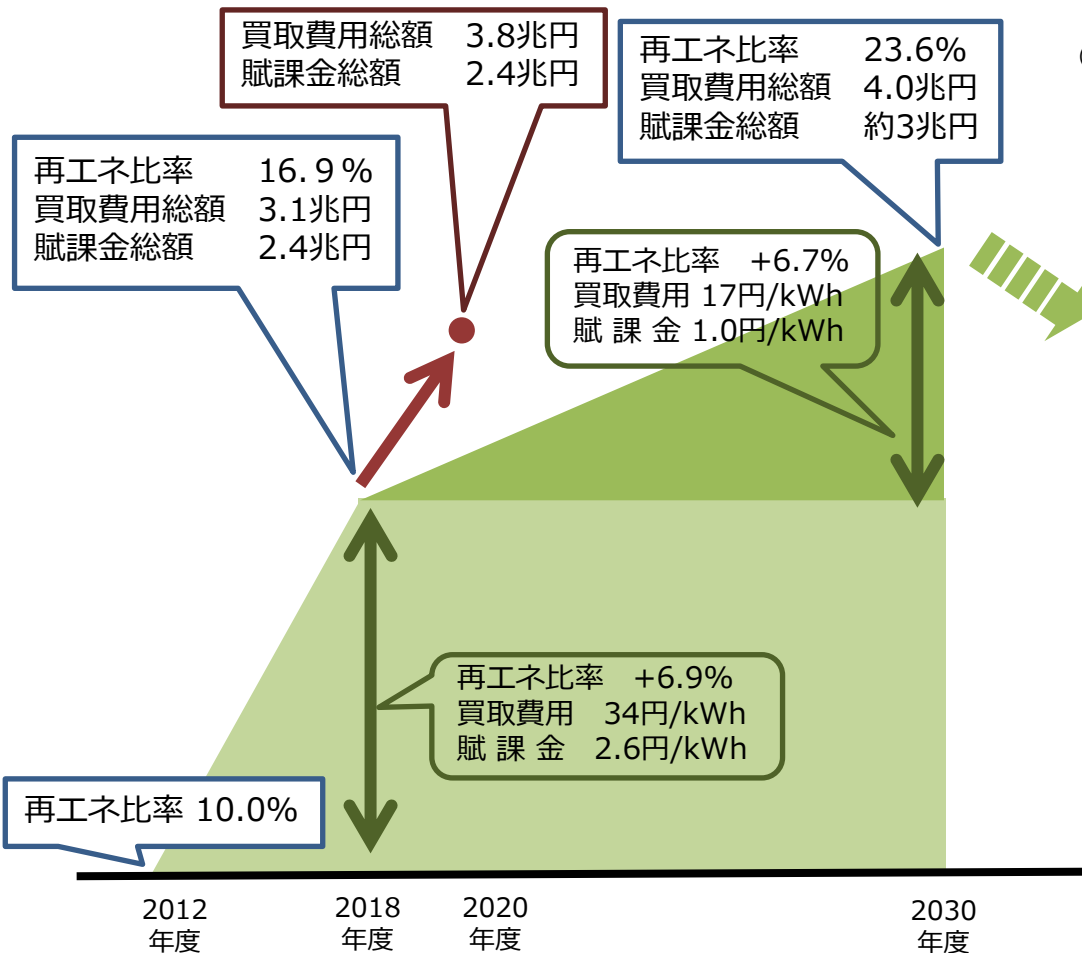 買取費用総額 3.8兆円
賦課金総額 2.4兆円
再エネ比率 23.6%
買取費用総額 4.0兆円
賦課金総額 約3兆円
再エネ比率 16.9%
買取費用総額 3.1兆円
賦課金総額 2.4兆円
再エネ比率 +6.7%
買取費用 17円/kWh
賦課金 1.0円/kWh
再エネ比率 +6.9%
買取費用 34円/kWh
賦課金 2.6円/kWh
再エネ比率 10.0%
2012
年度
2018
年度
2020
年度
2030
年度